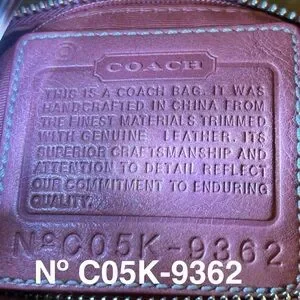 COACH
THIS IS A COACH BAG. IT WAS
HANDCRAFTED IN CHINA FROM
THE FINEST MATERIALS TRIMMED
WITH GENUINE LEATHER. ITS
SUPERIOR CRAFTSMANSHIP AND
ATTENTION TO DETAIL REFLECT
OUR COMMITMENT TO ENDURING
QUALITY.
Nº C05K-9362
Nº C05K-9362